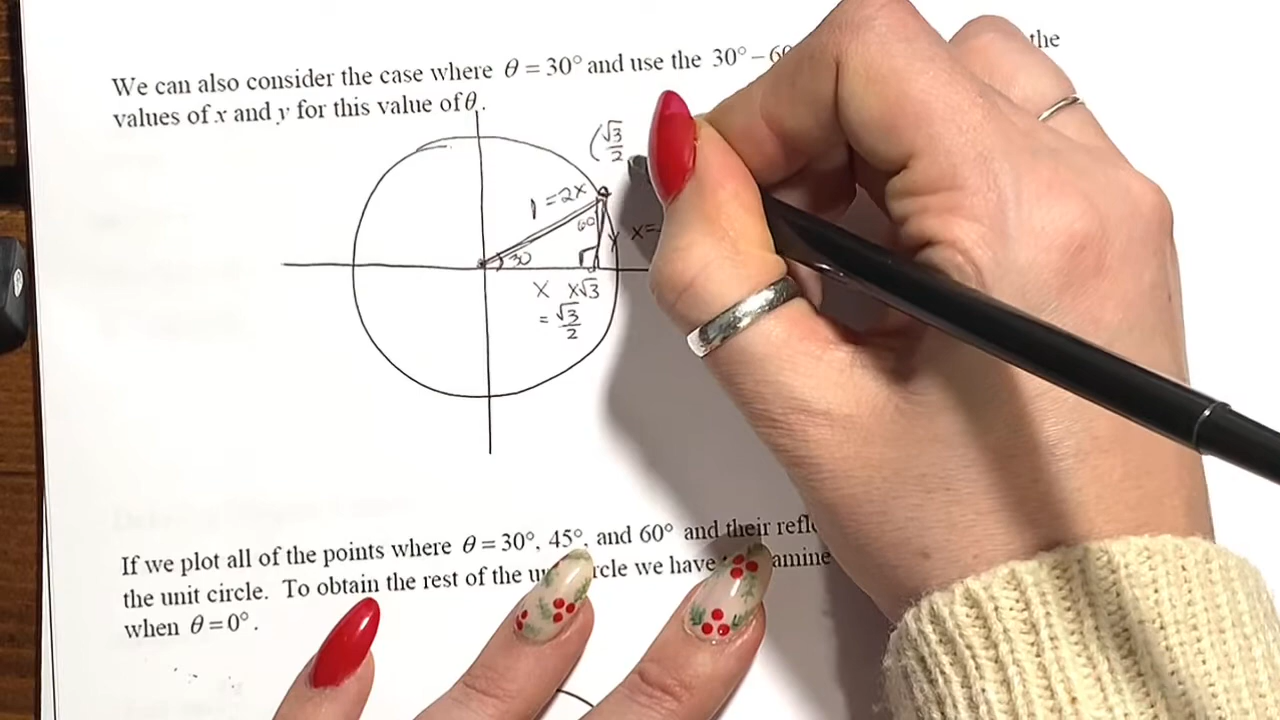 We can also consider the case where θ = 30° and use the 30° – 6 the
values of x and y for this value of θ.
(√3/2
1 = 2x
60
y
x =
30
x x√3
= √3/2
If we plot all of the points where θ = 30°, 45°, and 60° and their
the unit circle. To obtain the rest of the we have
when θ = 0°.